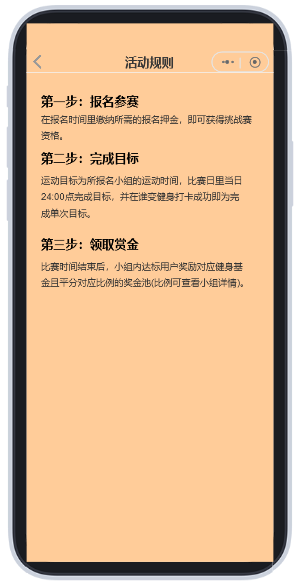 活动规则
第一步：报名参赛
在报名时间里缴纳所需的报名押金，即可获得挑战赛
资格。
第二步：完成目标
运动目标为所报名小组的运动时间，比赛日里当日
24:00点完成目标，并在谁变健身打卡成功即为完
成单次目标。
第三步：领取赏金
比赛时间结束后，小组内达标用户奖励对应健身基
金且平分对应比例的奖金池(比例可查看小组详情)。